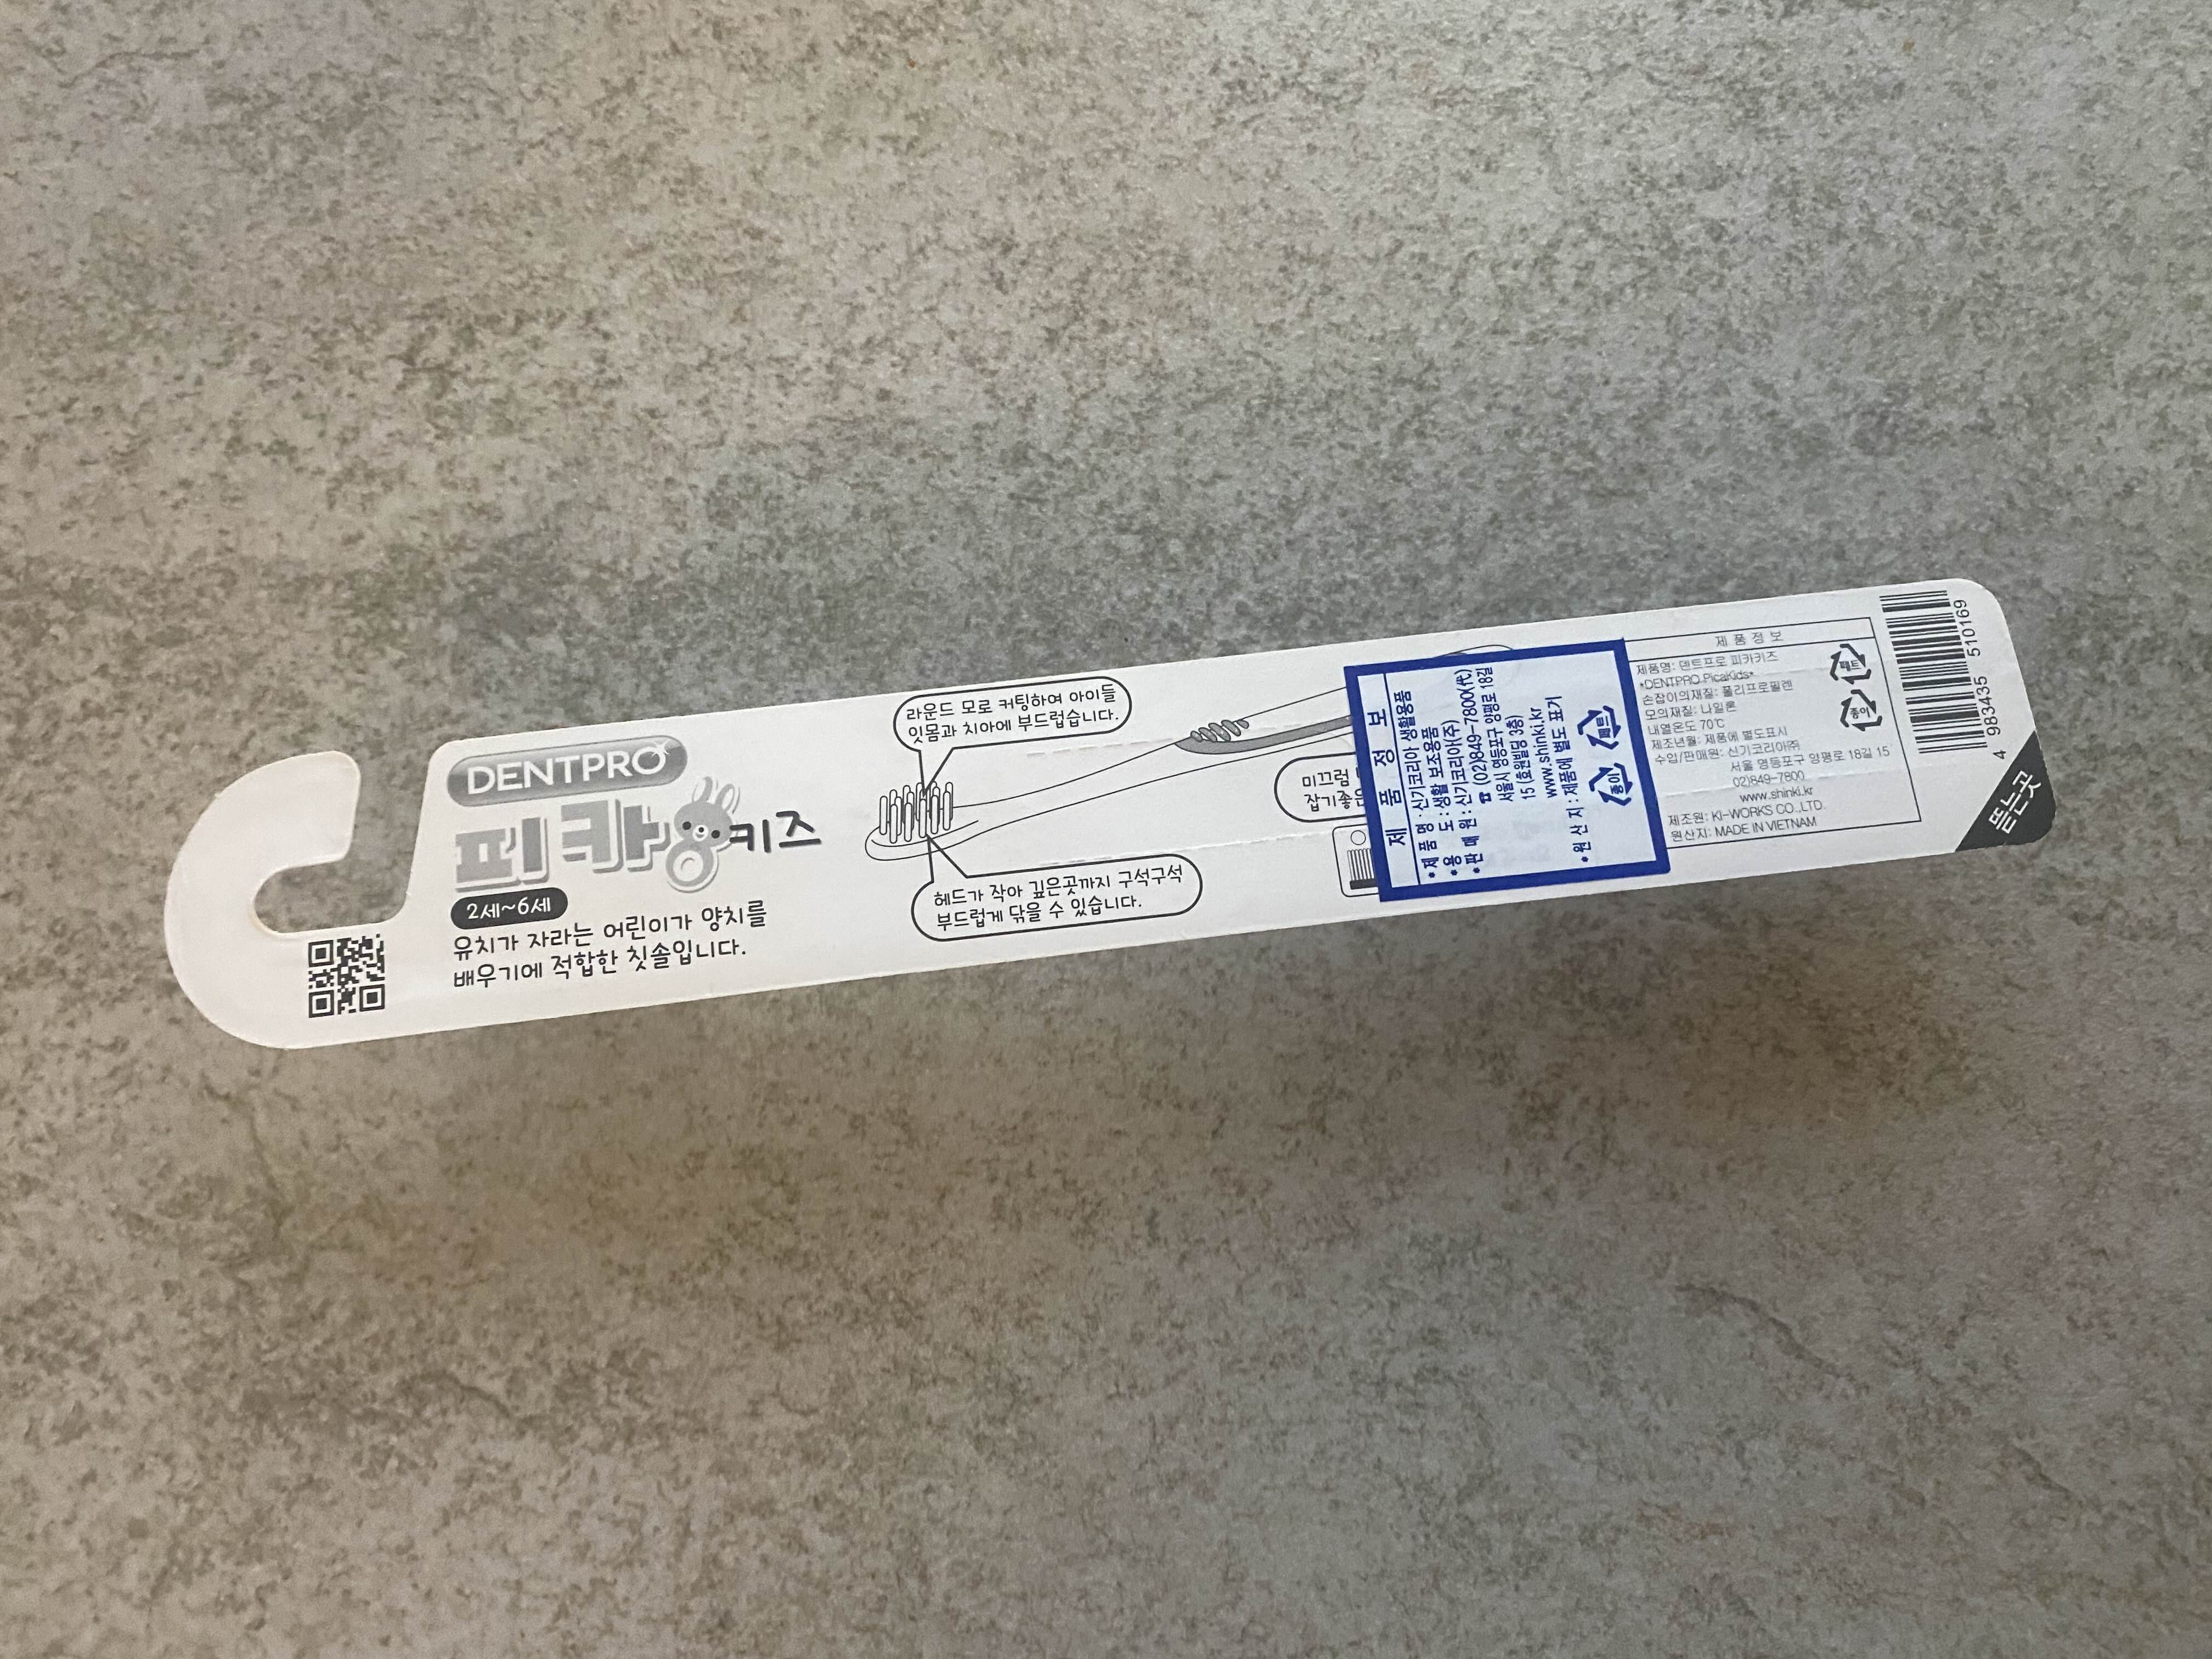 DENTPRO
피카
키즈
2세~6세
유치가 자라는 어린이가 양치를
배우기에 적합한 칫솔입니다.
라운드 모로 커팅하여 아이들
잇몸과 치아에 부드럽습니다.
헤드가 작아 깊은곳까지 구석구석
부드럽게 닦을 수 있습니다.
미끄럼
잡기좋은
제 품 정 보
• 제 품 명 : 신기코리아 생활용품
• 용 도 : 생활 보조용품
• 판 매 원 : 신기코리아(주)
☎ (02)849-7800(代)
서울시 영등포구 양평로 18길
15 (효원빌딩 3층)
www.shinki.kr
• 원 산 지 : 제품에 별도 표기
종이
페트
제 품 정 보
제품명: 덴트프로 피카키즈
*DENTPRO PicaKids*
손잡이의재질: 폴리프로필렌
모의재질: 나일론
내열온도 70℃
제조년월: 제품에 별도표시
수입/판매원: 신기코리아㈜
서울 영등포구 양평로 18길 15
02)849-7800
www.shinki.kr
제조원: KI-WORKS CO.,LTD.
원산지: MADE IN VIETNAM
페트
종이
4 983435 510169
뜯는곳